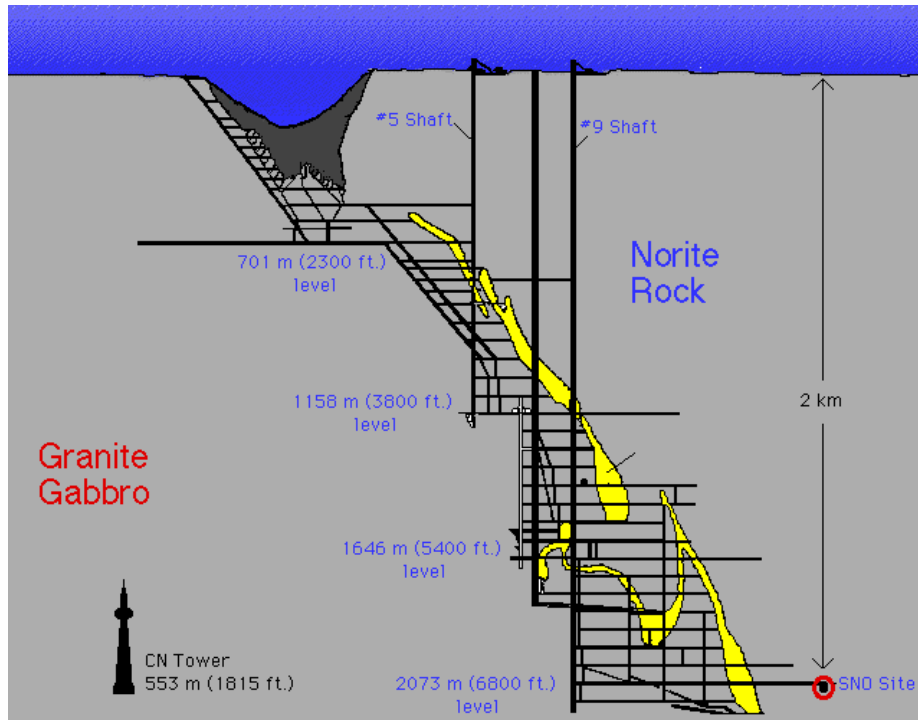 #5 Shaft
#9 Shaft
701 m (2300 ft.)
level
Norite
Rock
1158 m (3800 ft.)
level
2 km
Granite
Gabbro
1646 m (5400 ft.)
level
CN Tower
553 m (1815 ft.)
2073 m (6800 ft.)
level
SNO Site